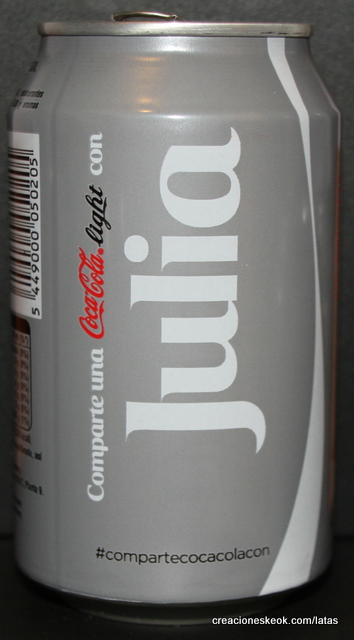 Comparte una Coca-Cola light con
Julia
#compartecocacolacon
5 449000 050205
creacioneskeok.com/latas